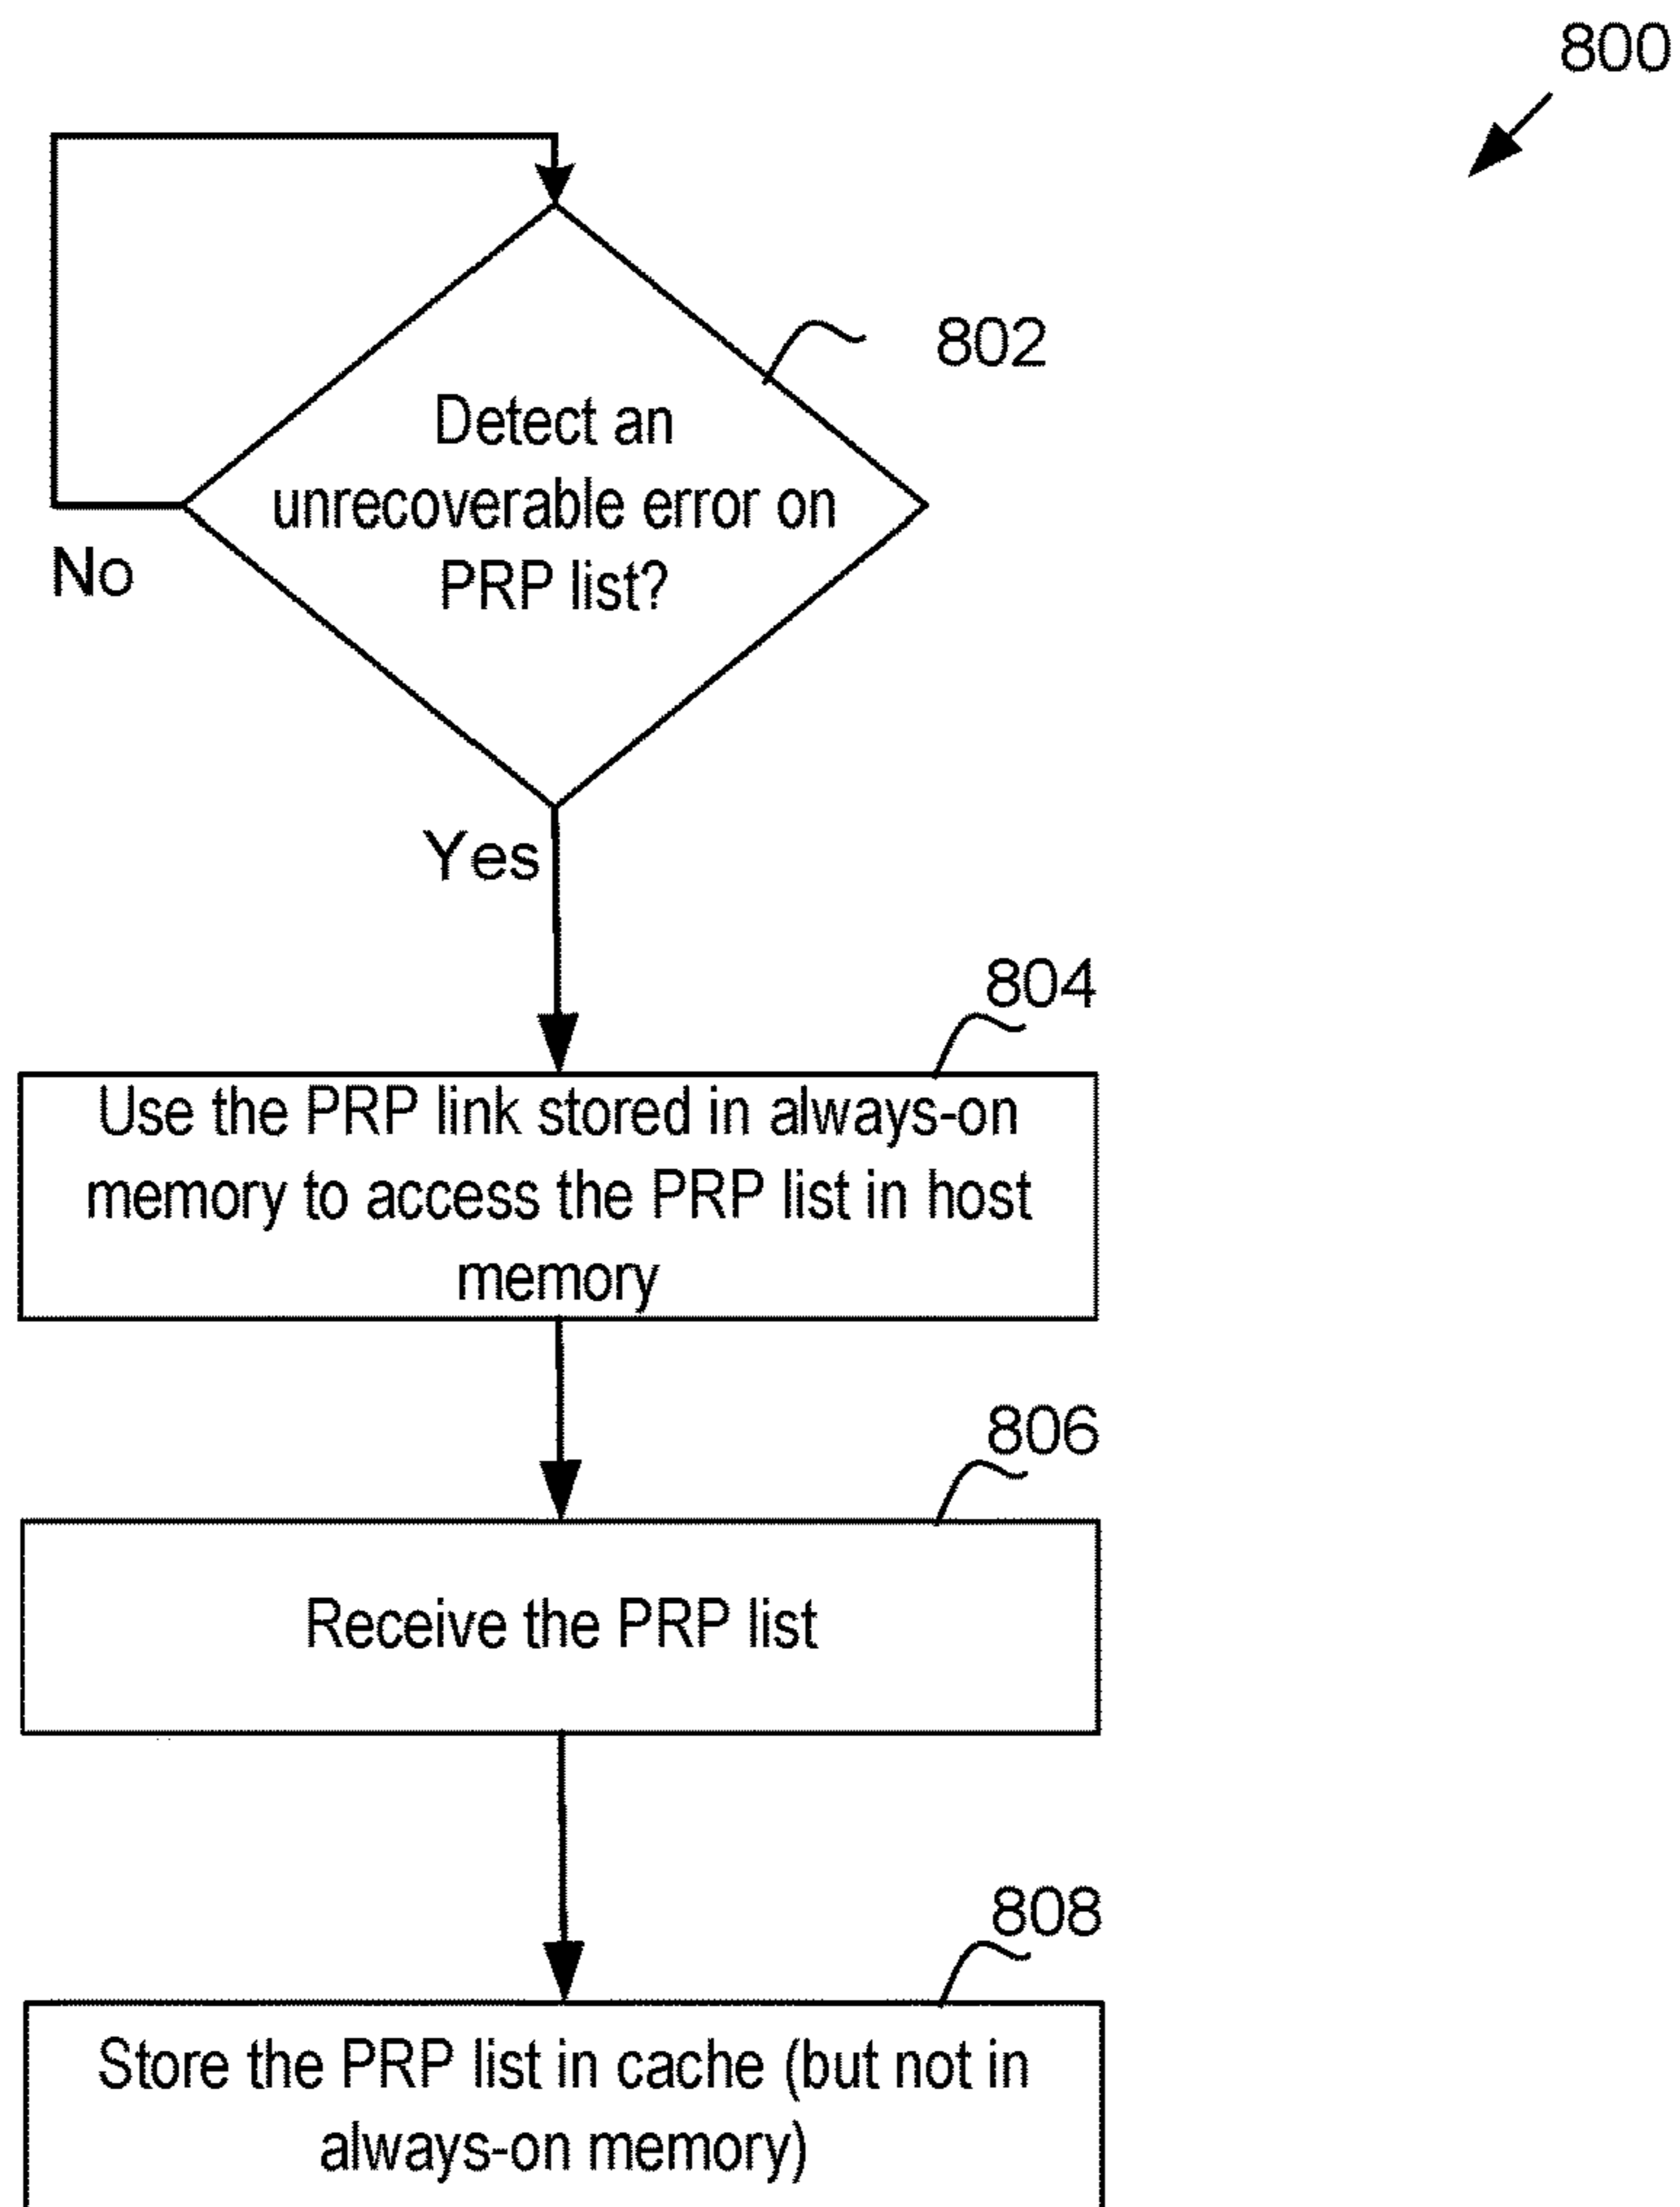 800
802
Detect an
unrecoverable error on
PRP list?
No
Yes
804
Use the PRP link stored in always-on
memory to access the PRP list in host
memory
806
Receive the PRP list
808
Store the PRP list in cache (but not in
always-on memory)